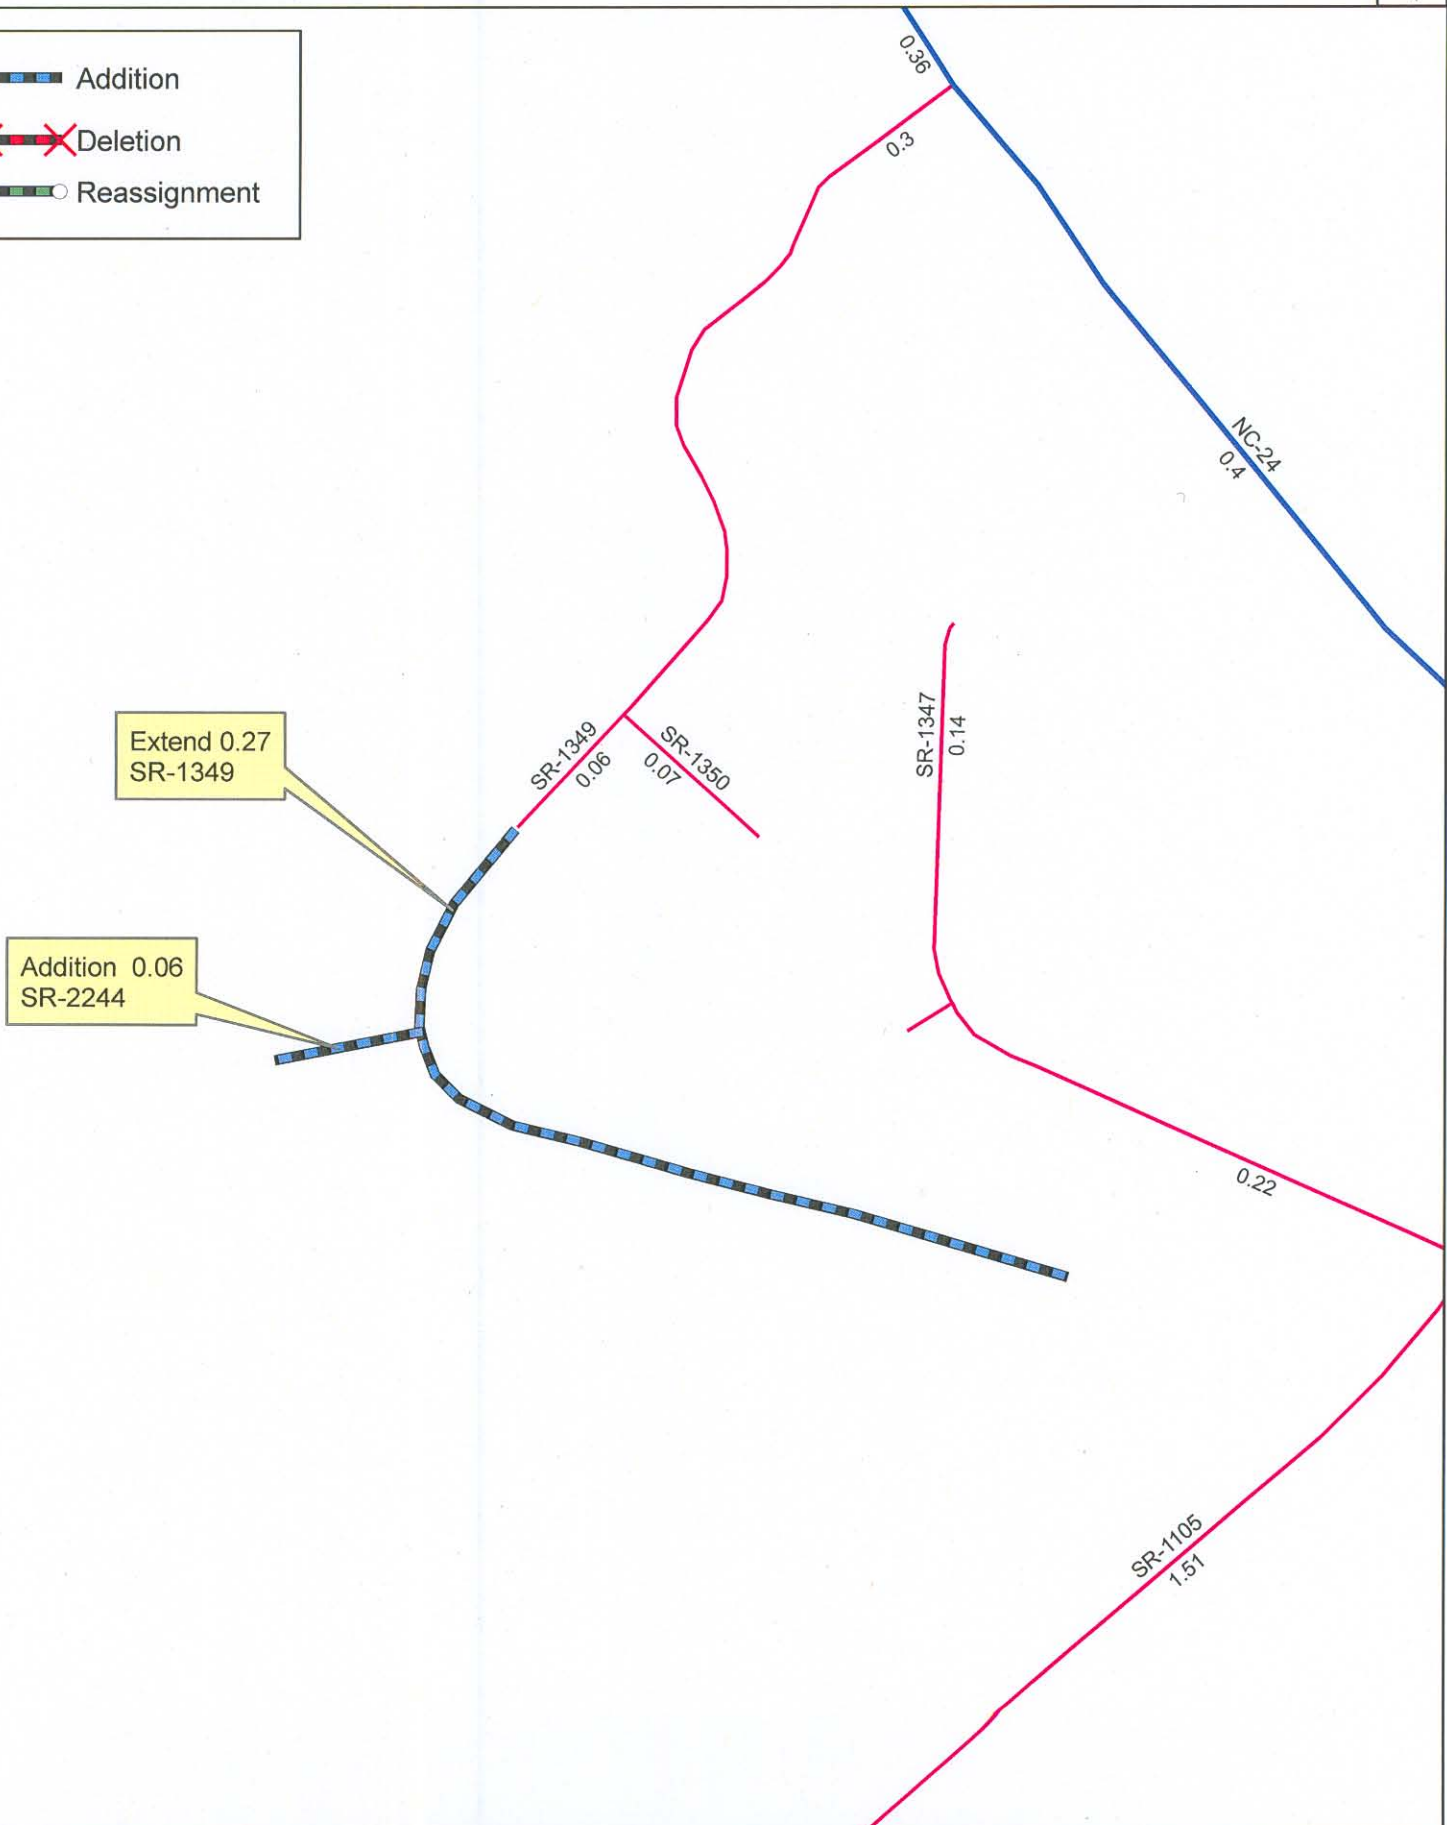 Addition
Deletion
Reassignment
0.36
0.3
NC-24
0.4
SR-1349
0.06
SR-1350
0.07
SR-1347
0.14
Extend 0.27
SR-1349
Addition 0.06
SR-2244
0.22
SR-1105
1.51